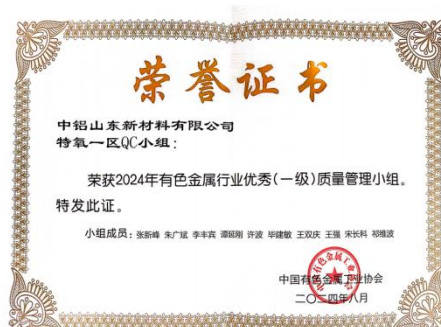 荣誉证书
中铝山东新材料有限公司
特氧一区QC小组：
荣获2024年有色金属行业优秀(一级)质量管理小组。
特发此证。
小组成员：张新峰 朱广斌 李丰宾 谭延刚 许波 毕建敏 王双庆 王强 宋长科 祁维波
中国有色金属工业协会
二〇二四年八月